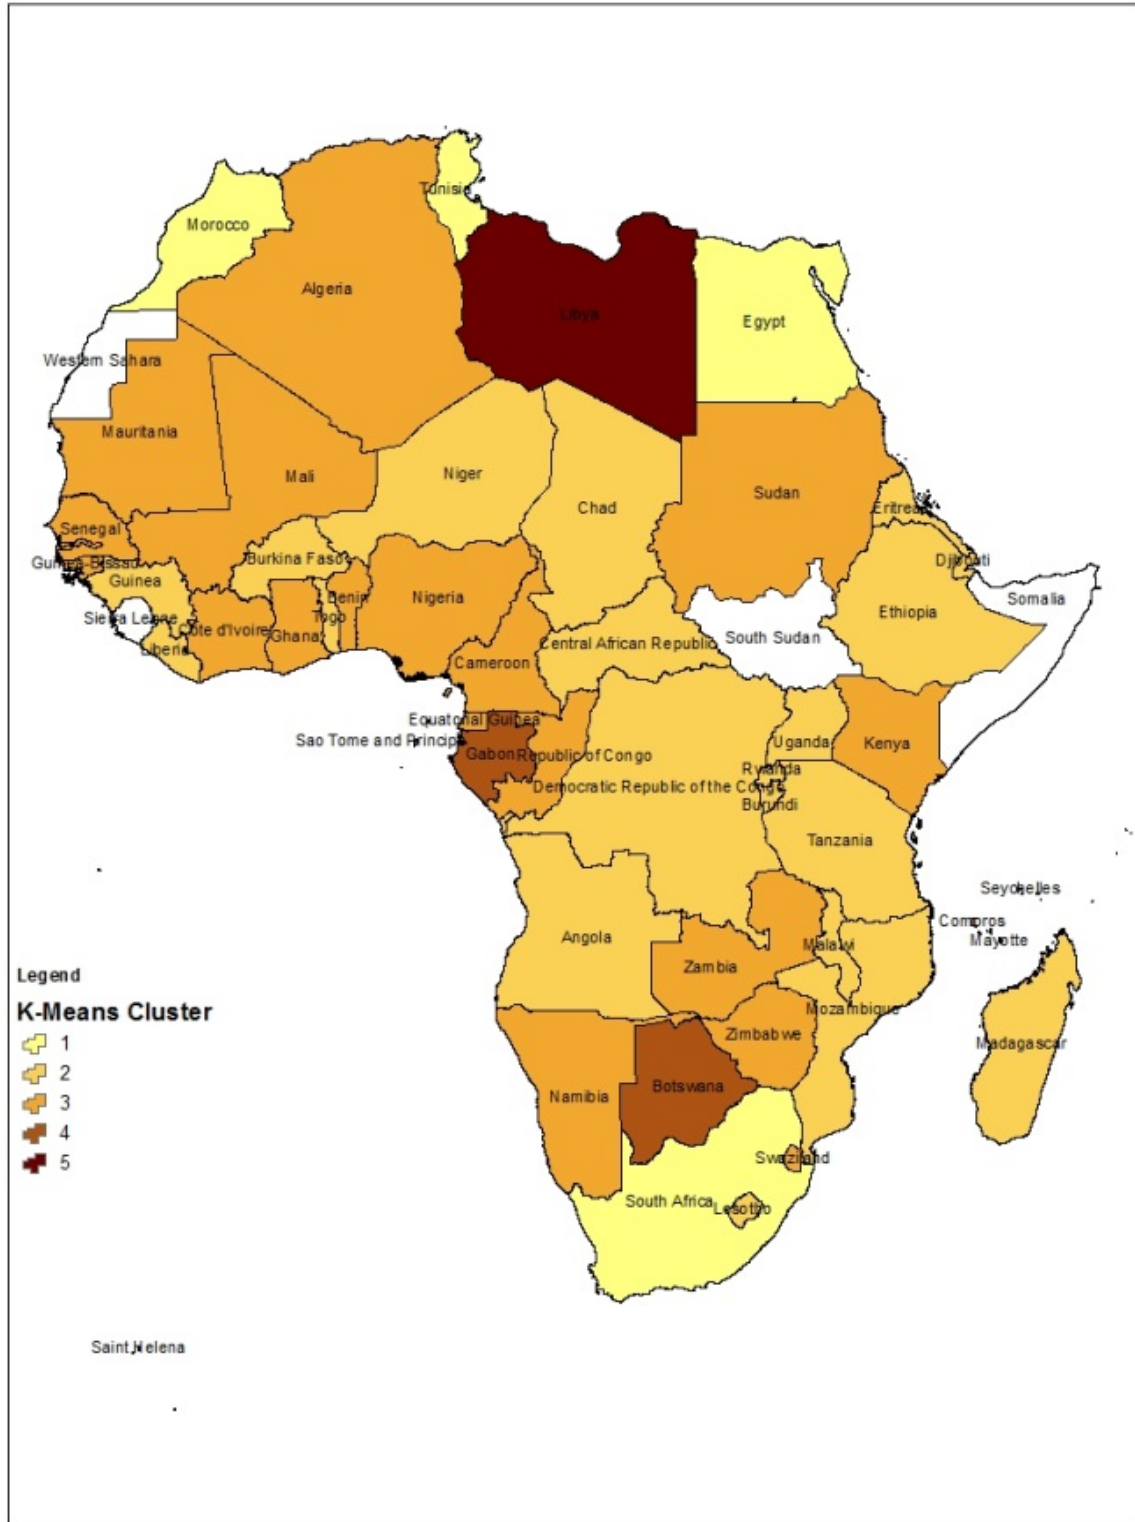 Tunisia
Morocco
Algeria
Libya
Egypt
Western Sahara
Mauritania
Mali
Niger
Chad
Sudan
Eritrea
Senegal
Guinea-Bissau
Guinea
Burkina Faso
Benin
Togo
Nigeria
Djibouti
Ethiopia
Somalia
Sierra Leone
Liberia
Côte d'Ivoire
Ghana
Central African Republic
South Sudan
Cameroon
Equatorial Guinea
Sao Tome and Principe
Gabon
Republic of Congo
Uganda
Kenya
Rwanda
Democratic Republic of the Congo
Burundi
Tanzania
Seychelles
Comoros
Mayotte
Angola
Malawi
Zambia
Mozambique
Zimbabwe
Madagascar
Legend
K-Means Cluster
1
2
3
4
5
Namibia
Botswana
Swaziland
South Africa
Lesotho
Saint Helena